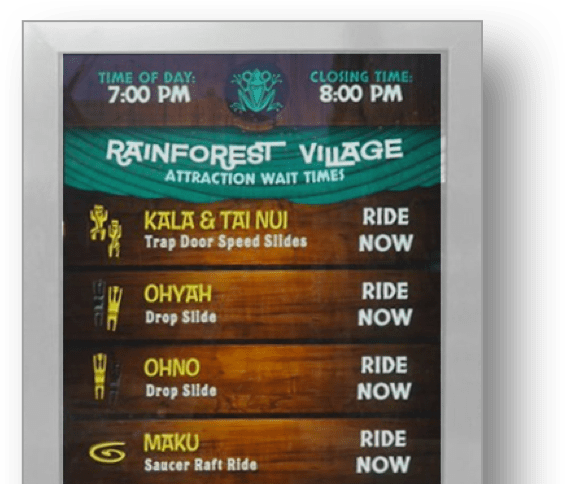 TIME OF DAY: CLOSING TIME:
7:00 PM 8:00 PM
RAINFOREST VILLAGE
ATTRACTION WAIT TIMES
KALA & TAI NUI RIDE
Trap Door Speed Slides NOW
OHYAH RIDE
Drop Slide NOW
OHNO RIDE
Drop Slide NOW
MAKU RIDE
Saucer Raft Ride NOW